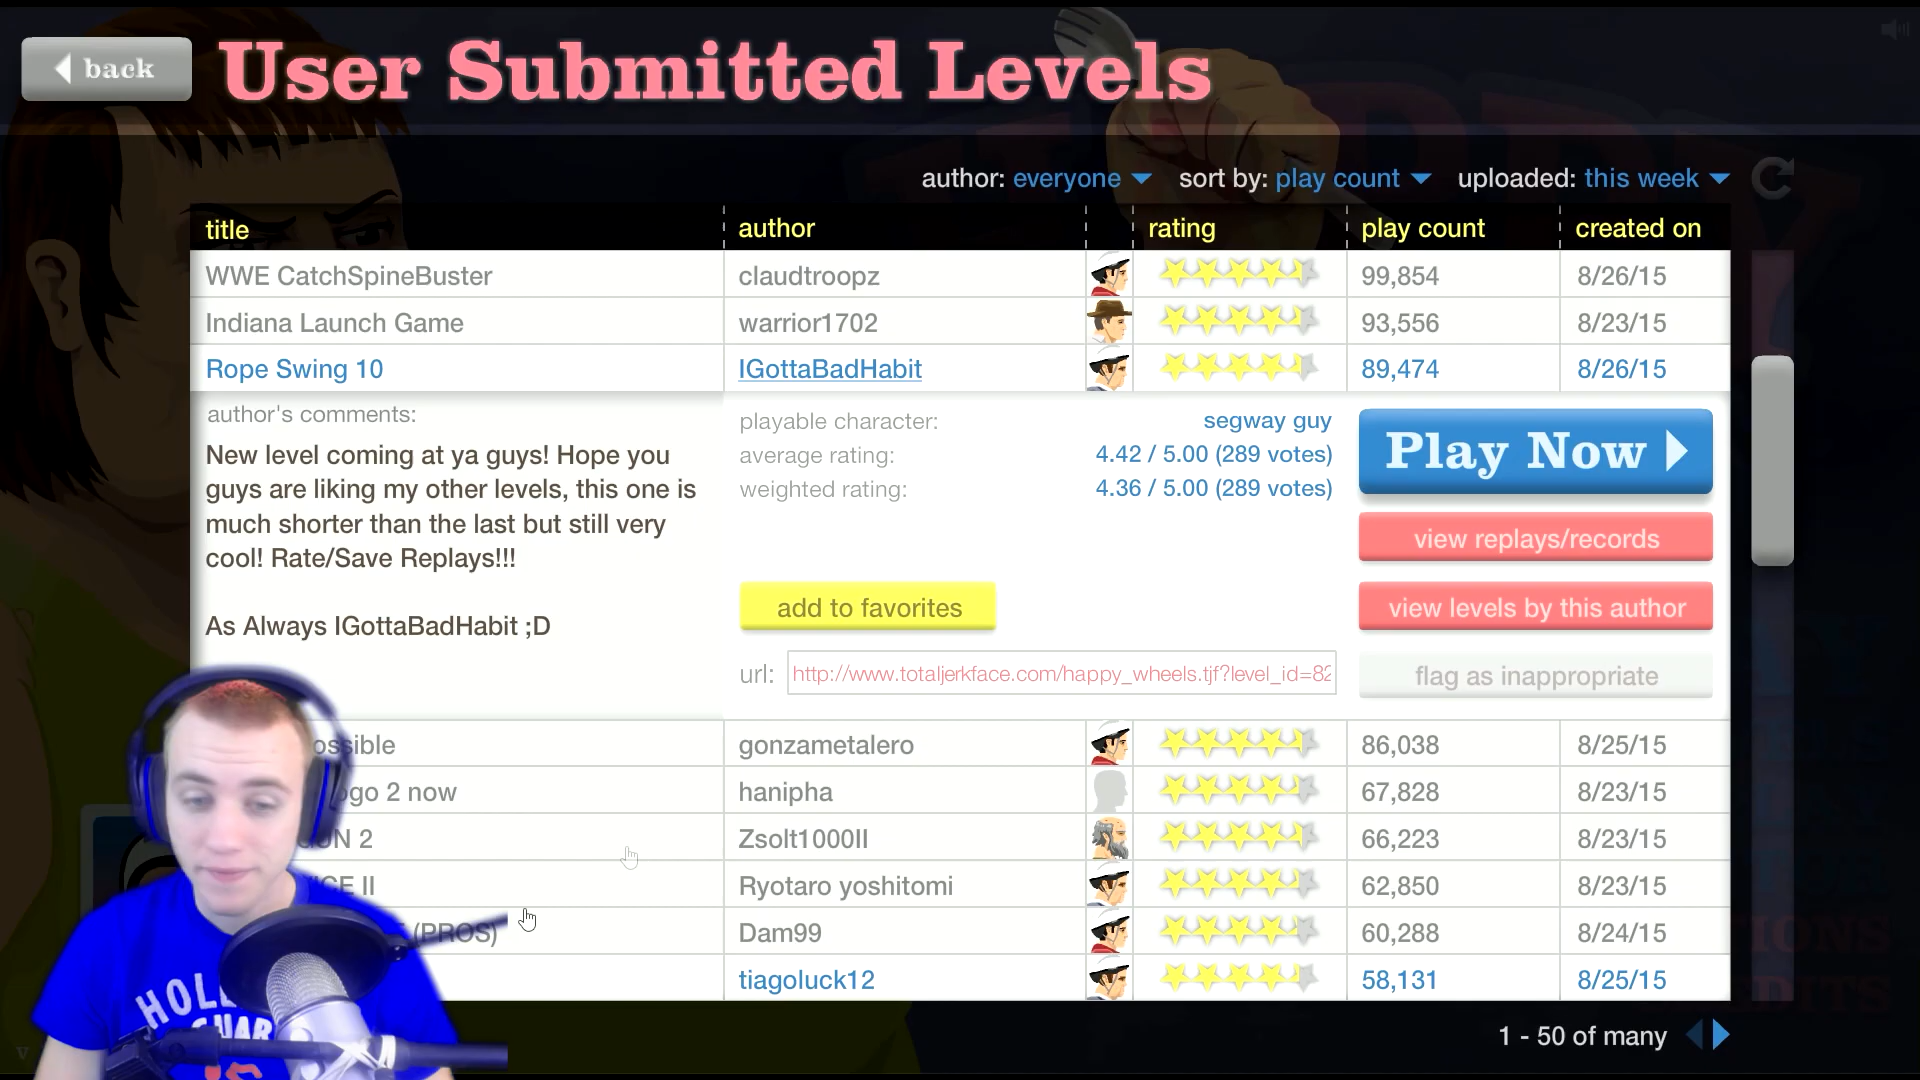 back
User Submitted Levels
author: everyone sort by: play count uploaded: this week
title author rating play count created on
WWE CatchSpineBuster claudtroopz 99,854 8/26/15
Indiana Launch Game warrior1702 93,556 8/23/15
Rope Swing 10 IGottaBadHabit 89,474 8/26/15
author's comments:
New level coming at ya guys! Hope you
guys are liking my other levels, this one is
much shorter than the last but still very
cool! Rate/Save Replays!!!
As Always IGottaBadHabit ;D
playable character: segway guy
average rating: 4.42 / 5.00 (289 votes)
weighted rating: 4.36 / 5.00 (289 votes)
add to favorites
url: http://www.totaljerkface.com/happy_wheels.tjf?level_id=82
Play Now
view replays/records
view levels by this author
flag as inappropriate
gonzametalero 86,038 8/25/15
2 now hanipha 67,828 8/23/15
2 Zsolt1000II 66,223 8/23/15
II Ryotaro yoshitomi 62,850 8/23/15
(PROS) Dam99 60,288 8/24/15
tiagoluck12 58,131 8/25/15
1 - 50 of many